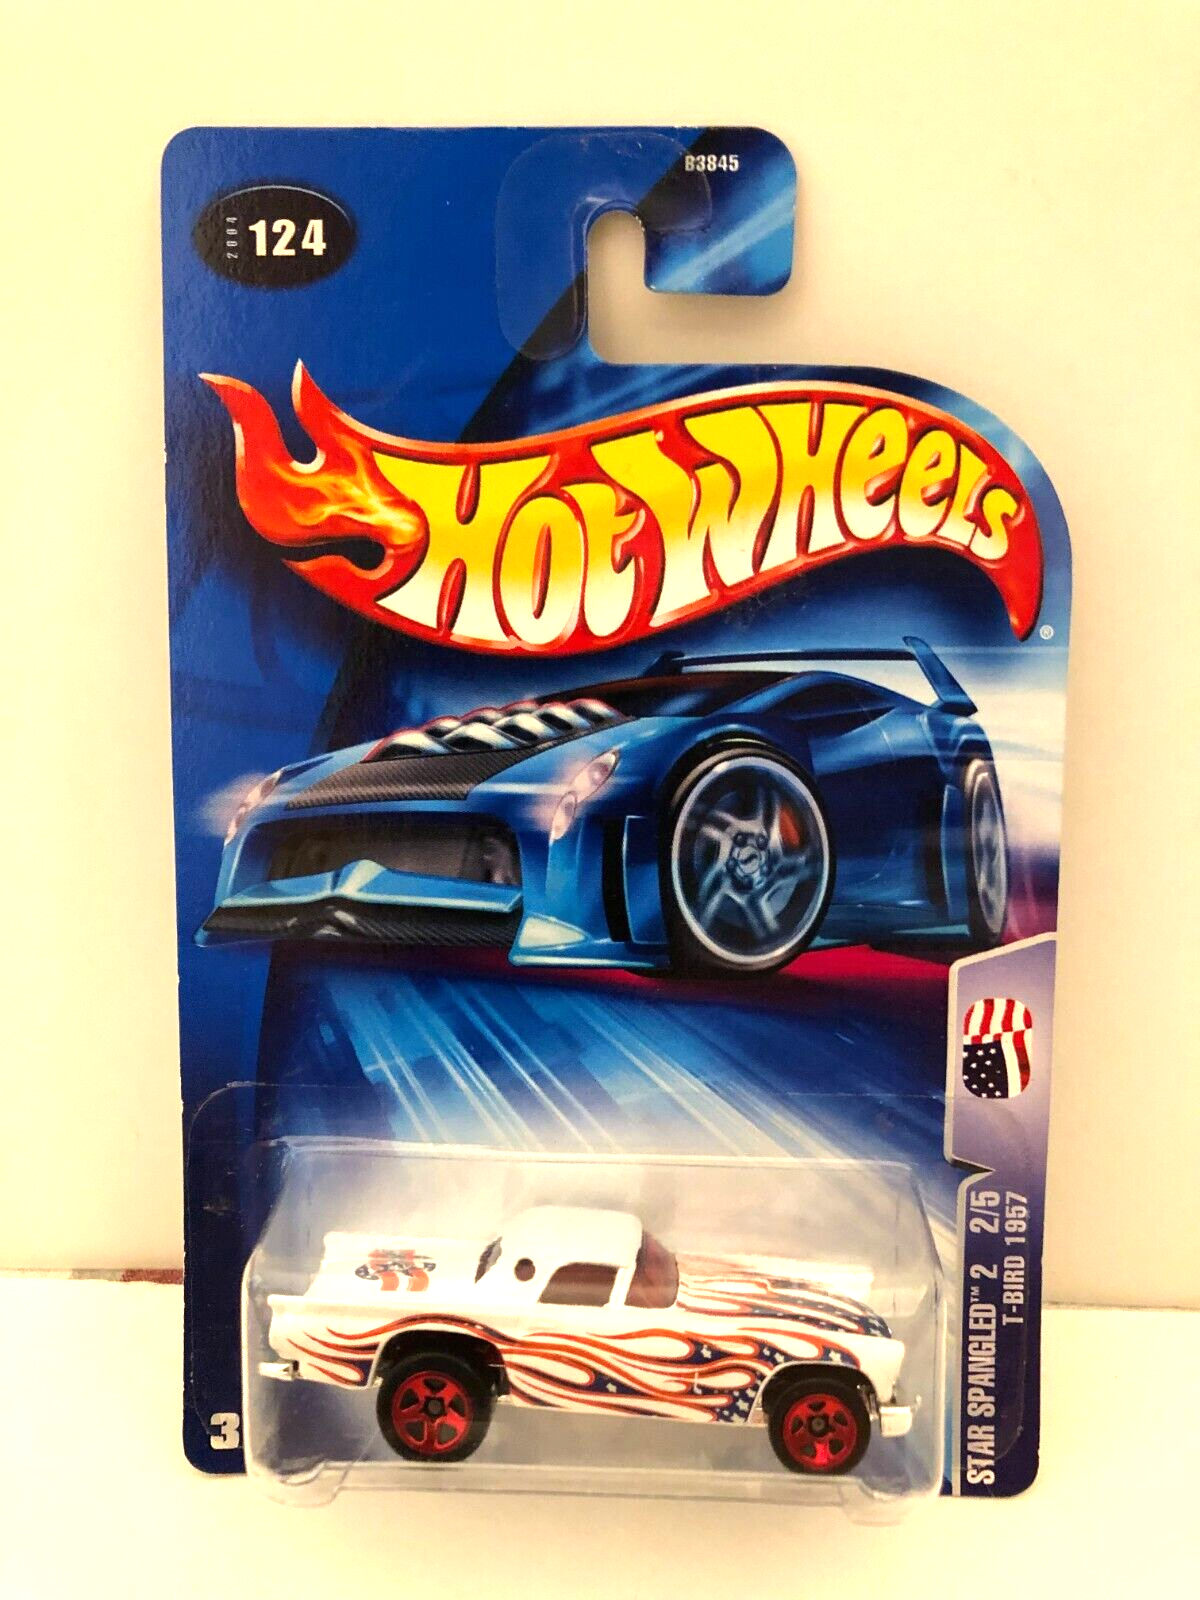 B3845
2004
124
HOT WHEELS
®
STAR SPANGLED™ 2 2/5
T-BIRD 1957
3